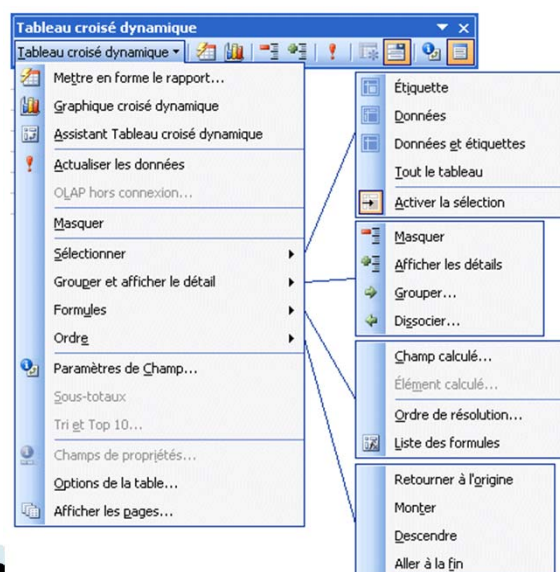 Tableau croisé dynamique
Tableau croisé dynamique
Mettre en forme le rapport...
Graphique croisé dynamique
Assistant Tableau croisé dynamique
Actualiser les données
OLAP hors connexion...
Masquer
Sélectionner
Grouper et afficher le détail
Formules
Ordre
Paramètres de Champ...
Sous-totaux
Tri et Top 10...
Champs de propriétés...
Options de la table...
Afficher les pages...
Étiquette
Données
Données et étiquettes
Tout le tableau
Activer la sélection
Masquer
Afficher les détails
Grouper...
Dissocier...
Champ calculé...
Élément calculé...
Ordre de résolution...
Liste des formules
Retourner à l'origine
Monter
Descendre
Aller à la fin